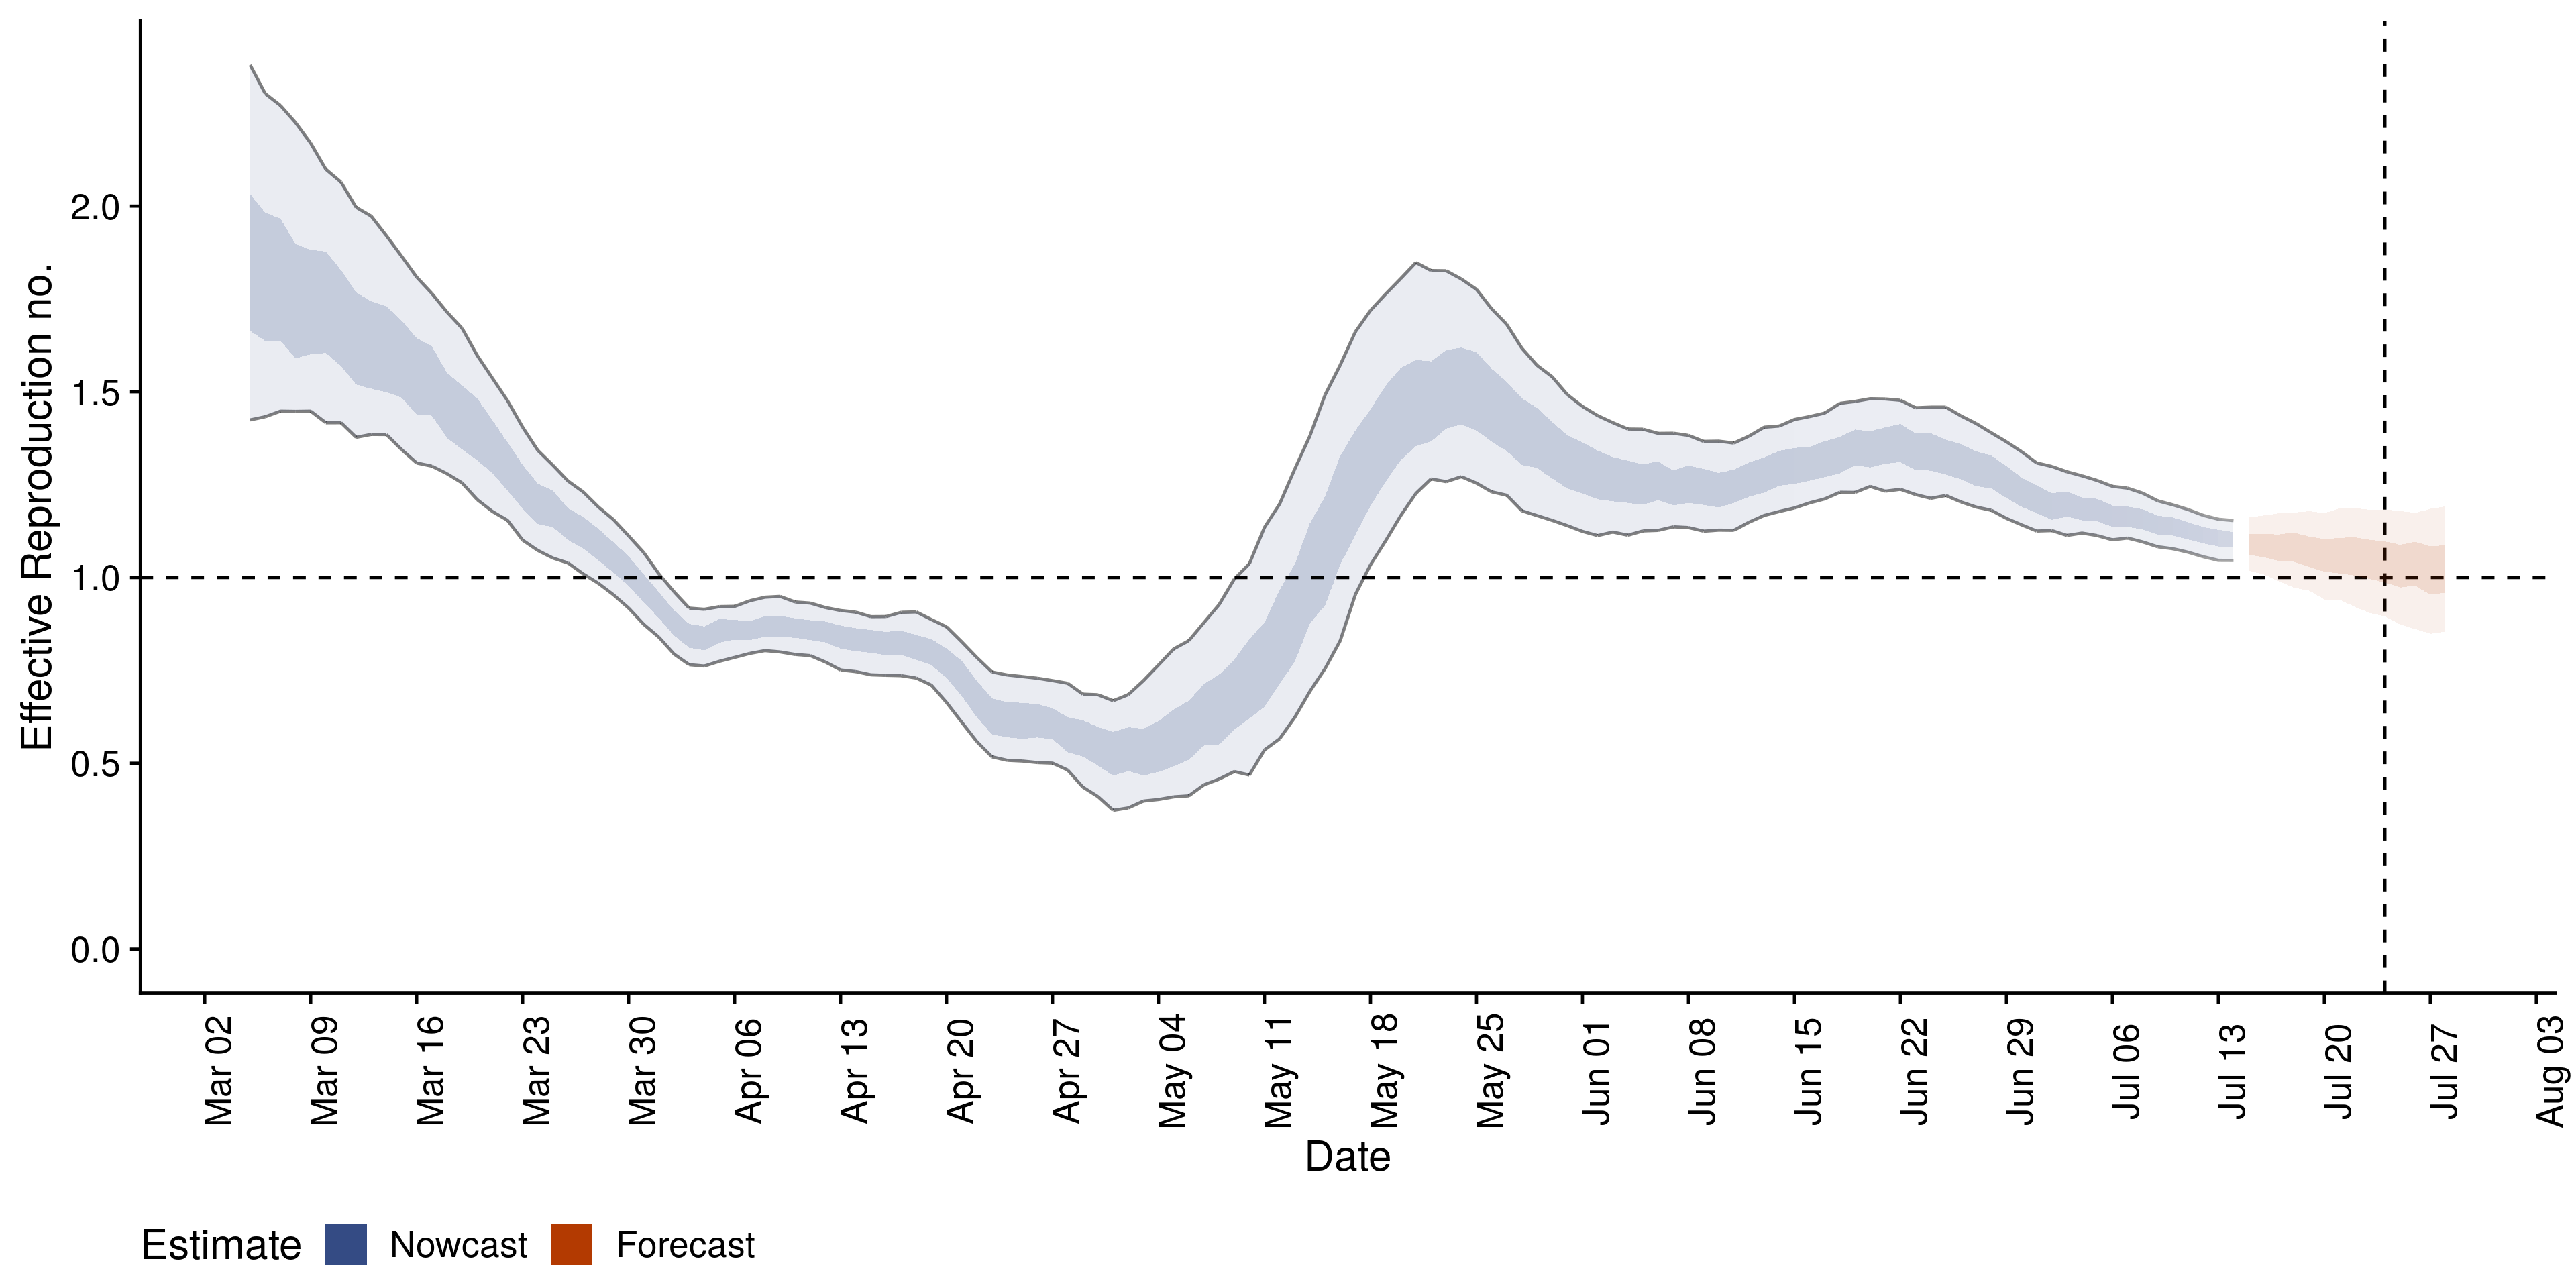 Effective Reproduction no.
2.0
1.5
1.0
0.5
0.0
Mar 02
Mar 09
Mar 16
Mar 23
Mar 30
Apr 06
Apr 13
Apr 20
Apr 27
May 04
May 11
May 18
May 25
Jun 01
Jun 08
Jun 15
Jun 22
Jun 29
Jul 06
Jul 13
Jul 20
Jul 27
Aug 03
Date
Estimate Nowcast Forecast